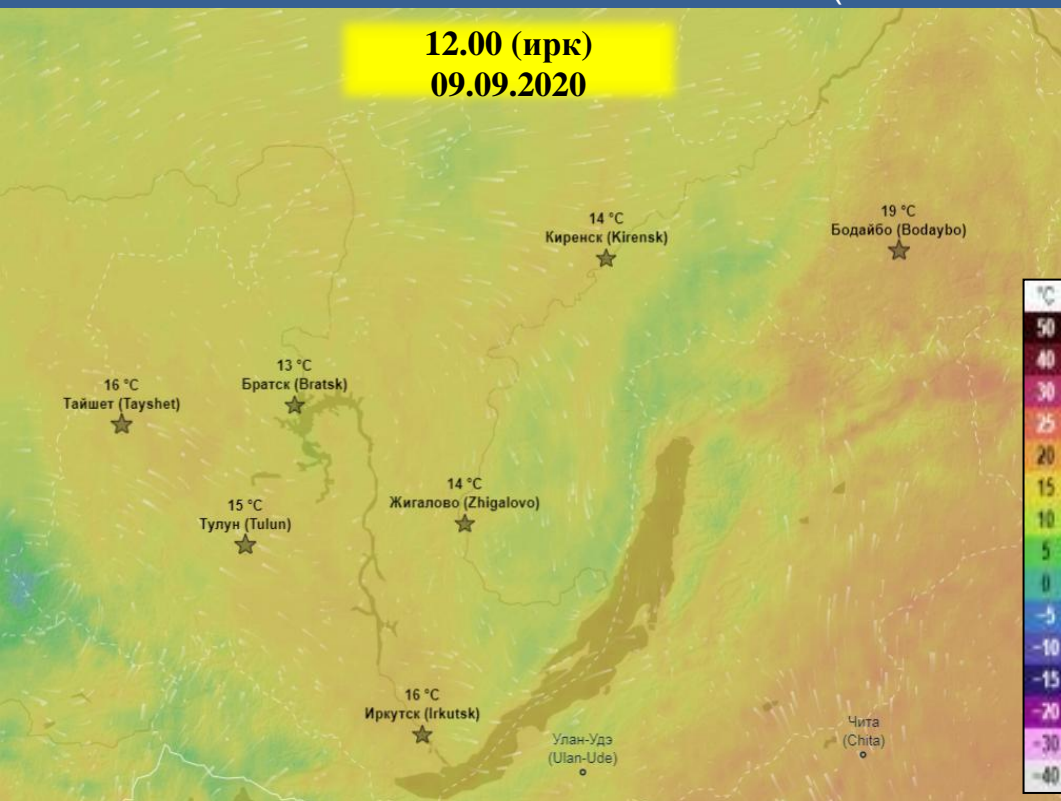 12.00 (ирк)
09.09.2020
19 °C
Бодайбо (Bodaybo)
14 °C
Киренск (Kirensk)
13 °C
Братск (Bratsk)
16 °C
Тайшет (Tayshet)
14 °C
Жигалово (Zhigalovo)
15 °C
Тулун (Tulun)
16 °C
Иркутск (Irkutsk)
Улан-Удэ
(Ulan-Ude)
Чита
(Chita)
°C
50
40
30
25
20
15
10
5
0
-5
-10
-15
-20
-30
-40